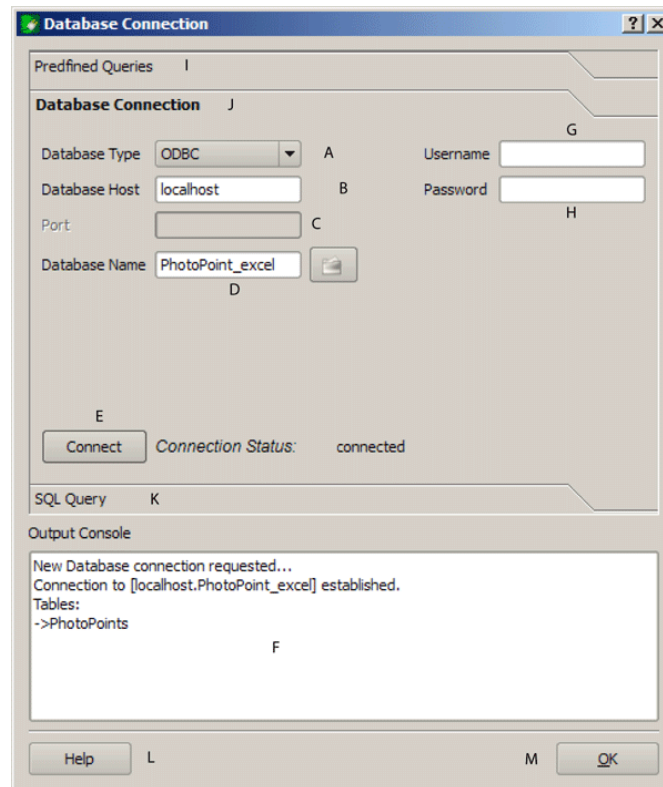 Database Connection ? X
Predfined Queries I
Database Connection J
G
Database Type ODBC A Username
Database Host localhost B Password
Port C H
Database Name PhotoPoint_excel
D
E
Connect Connection Status: connected
SQL Query K
Output Console
New Database connection requested...
Connection to [localhost.PhotoPoint_excel] established.
Tables:
->PhotoPoints
F
Help L M OK